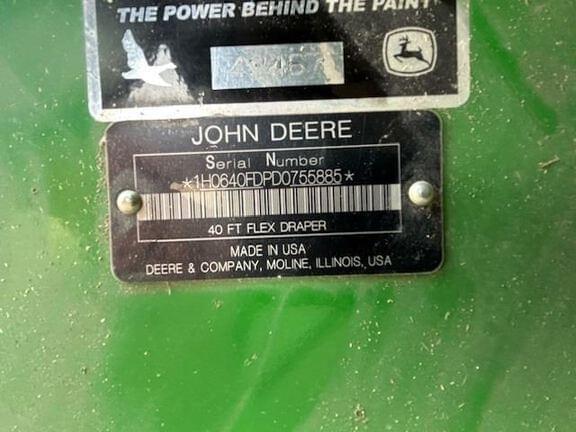 THE POWER BEHIND THE PAINT
JOHN DEERE
Serial Number
*1H0640FDPD0755885*
40 FT FLEX DRAPER
MADE IN USA
DEERE & COMPANY, MOLINE, ILLINOIS, USA